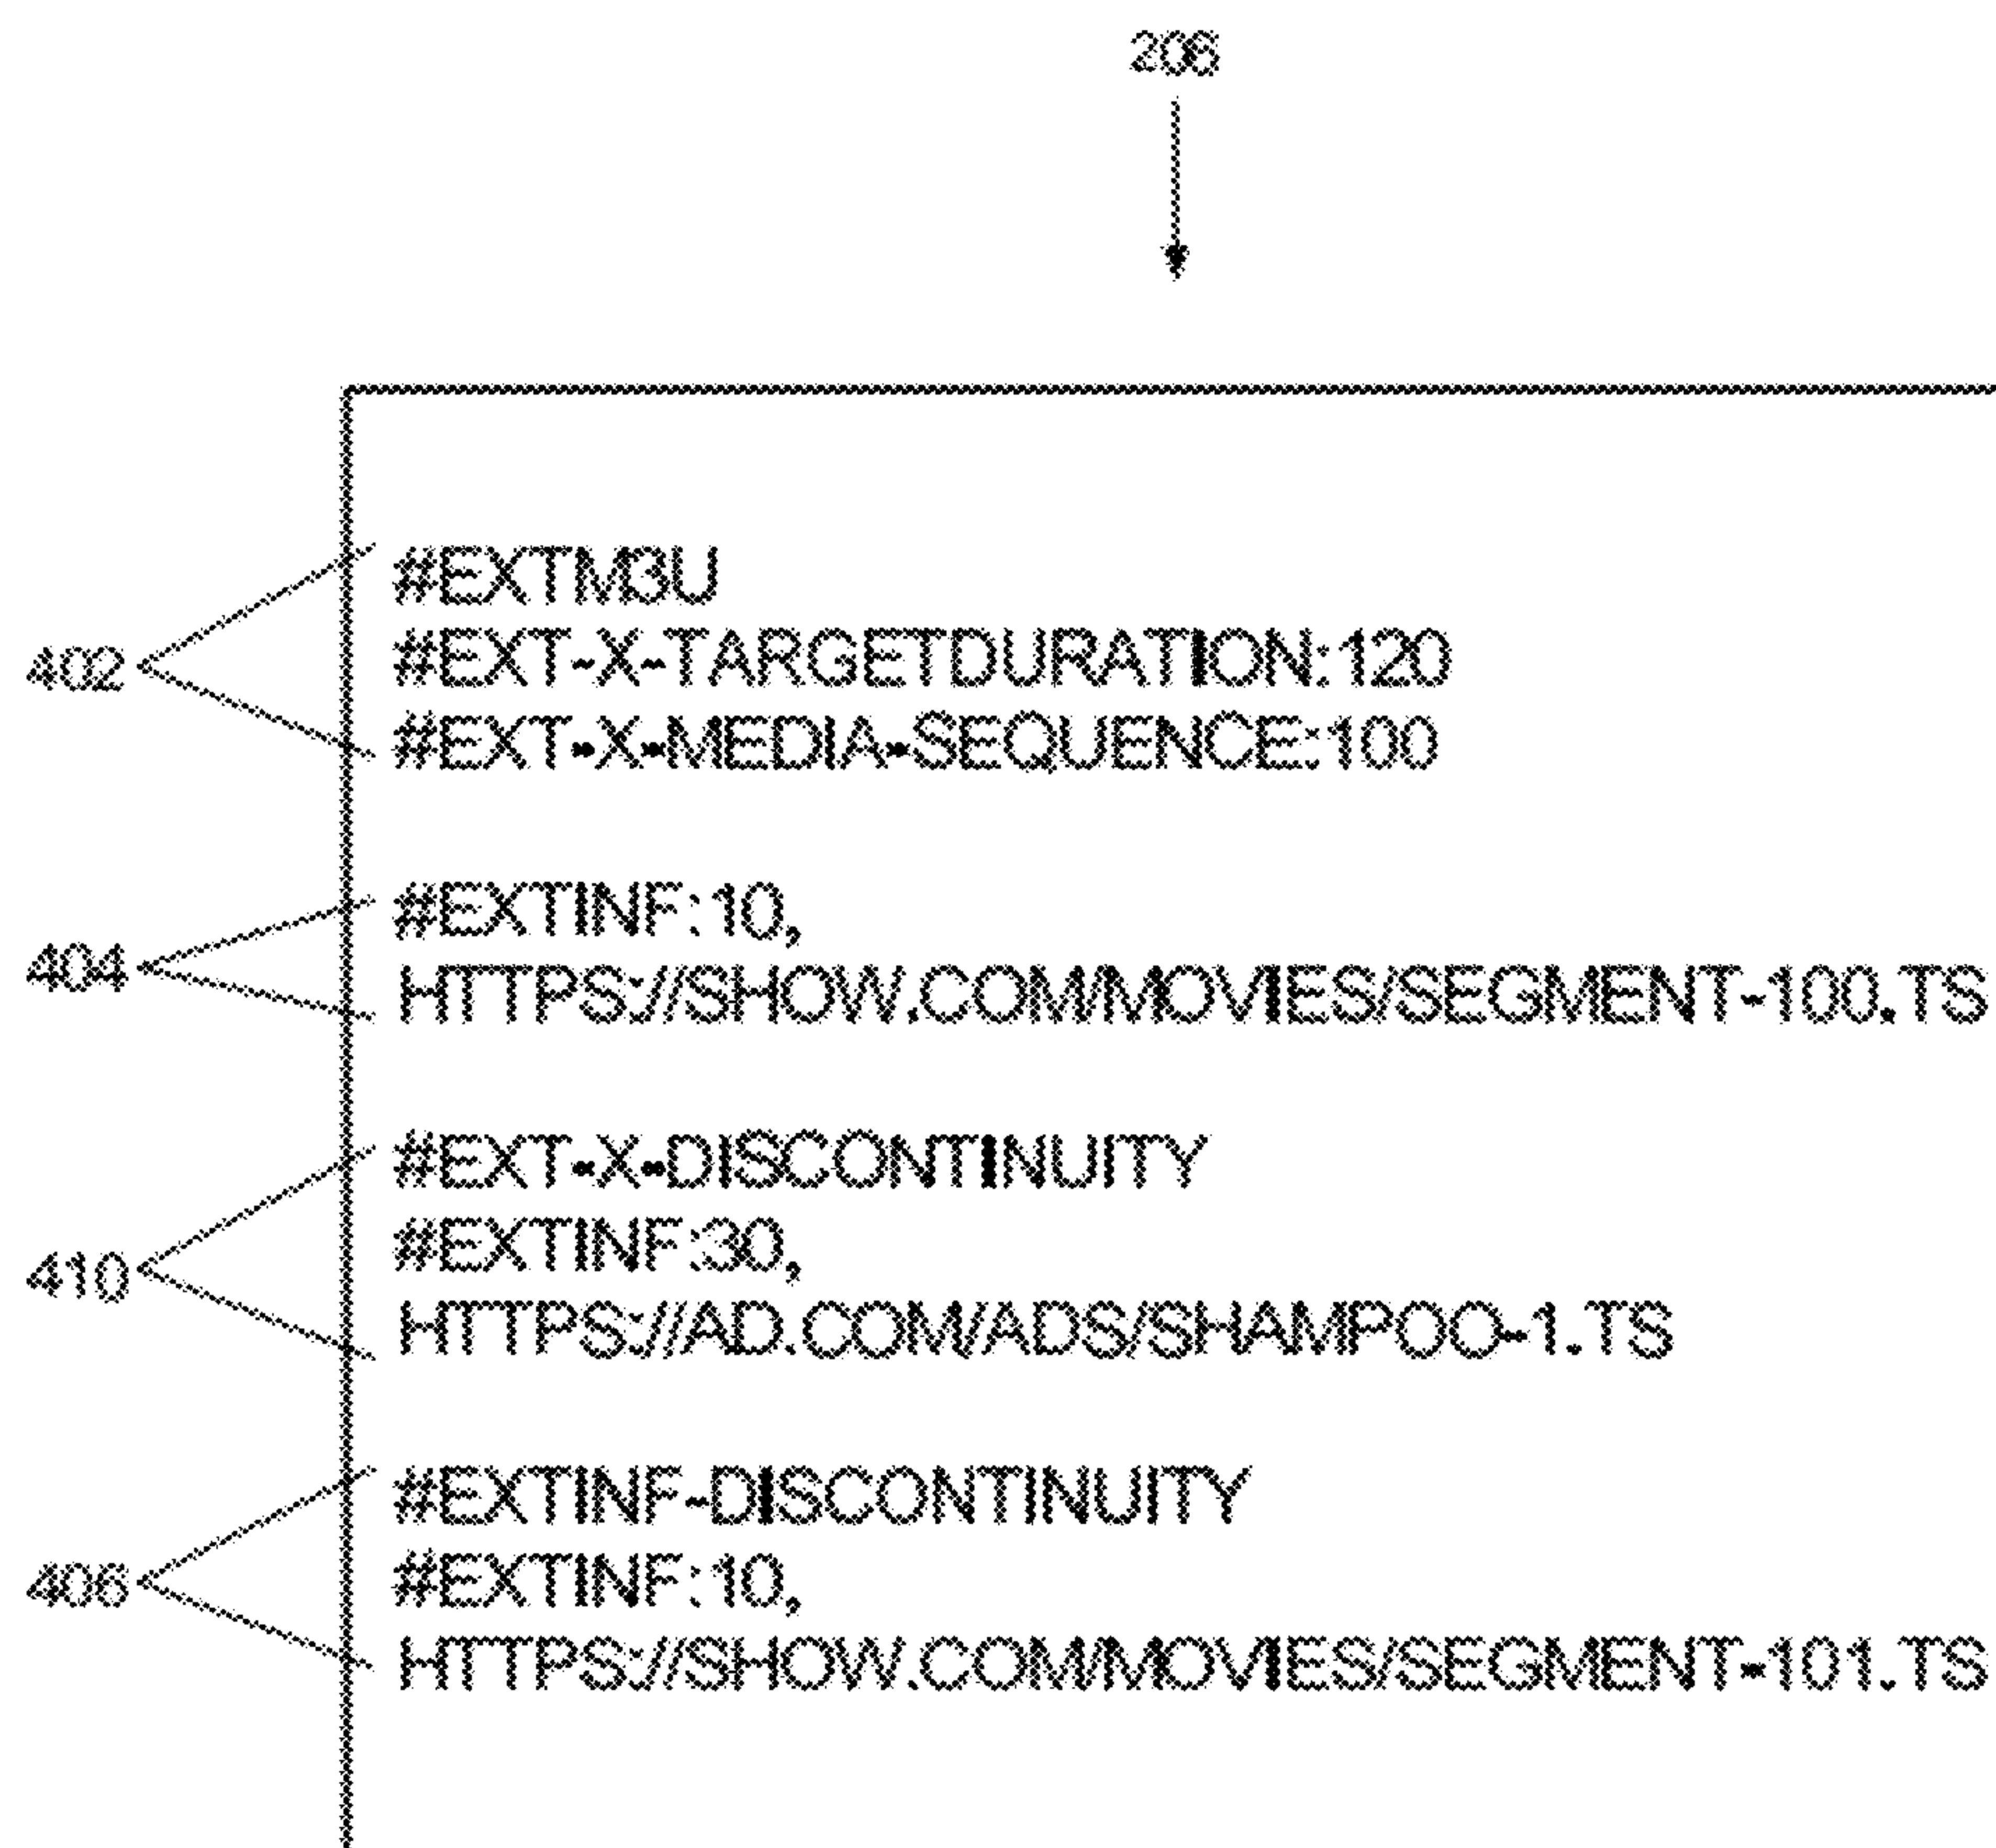 206
402
#EXTM3U
#EXT-X-TARGETDURATION:120
#EXT-X-MEDIA-SEQUENCE:100
404
#EXTINF:10,
HTTPS://SHOW.COM/MOVIES/SEGMENT-100.TS
410
#EXT-X-DISCONTINUITY
#EXTINF:30,
HTTPS://AD.COM/ADS/SHAMPOO-1.TS
406
#EXTINF-DISCONTINUITY
#EXTINF:10,
HTTPS://SHOW.COM/MOVIES/SEGMENT-101.TS